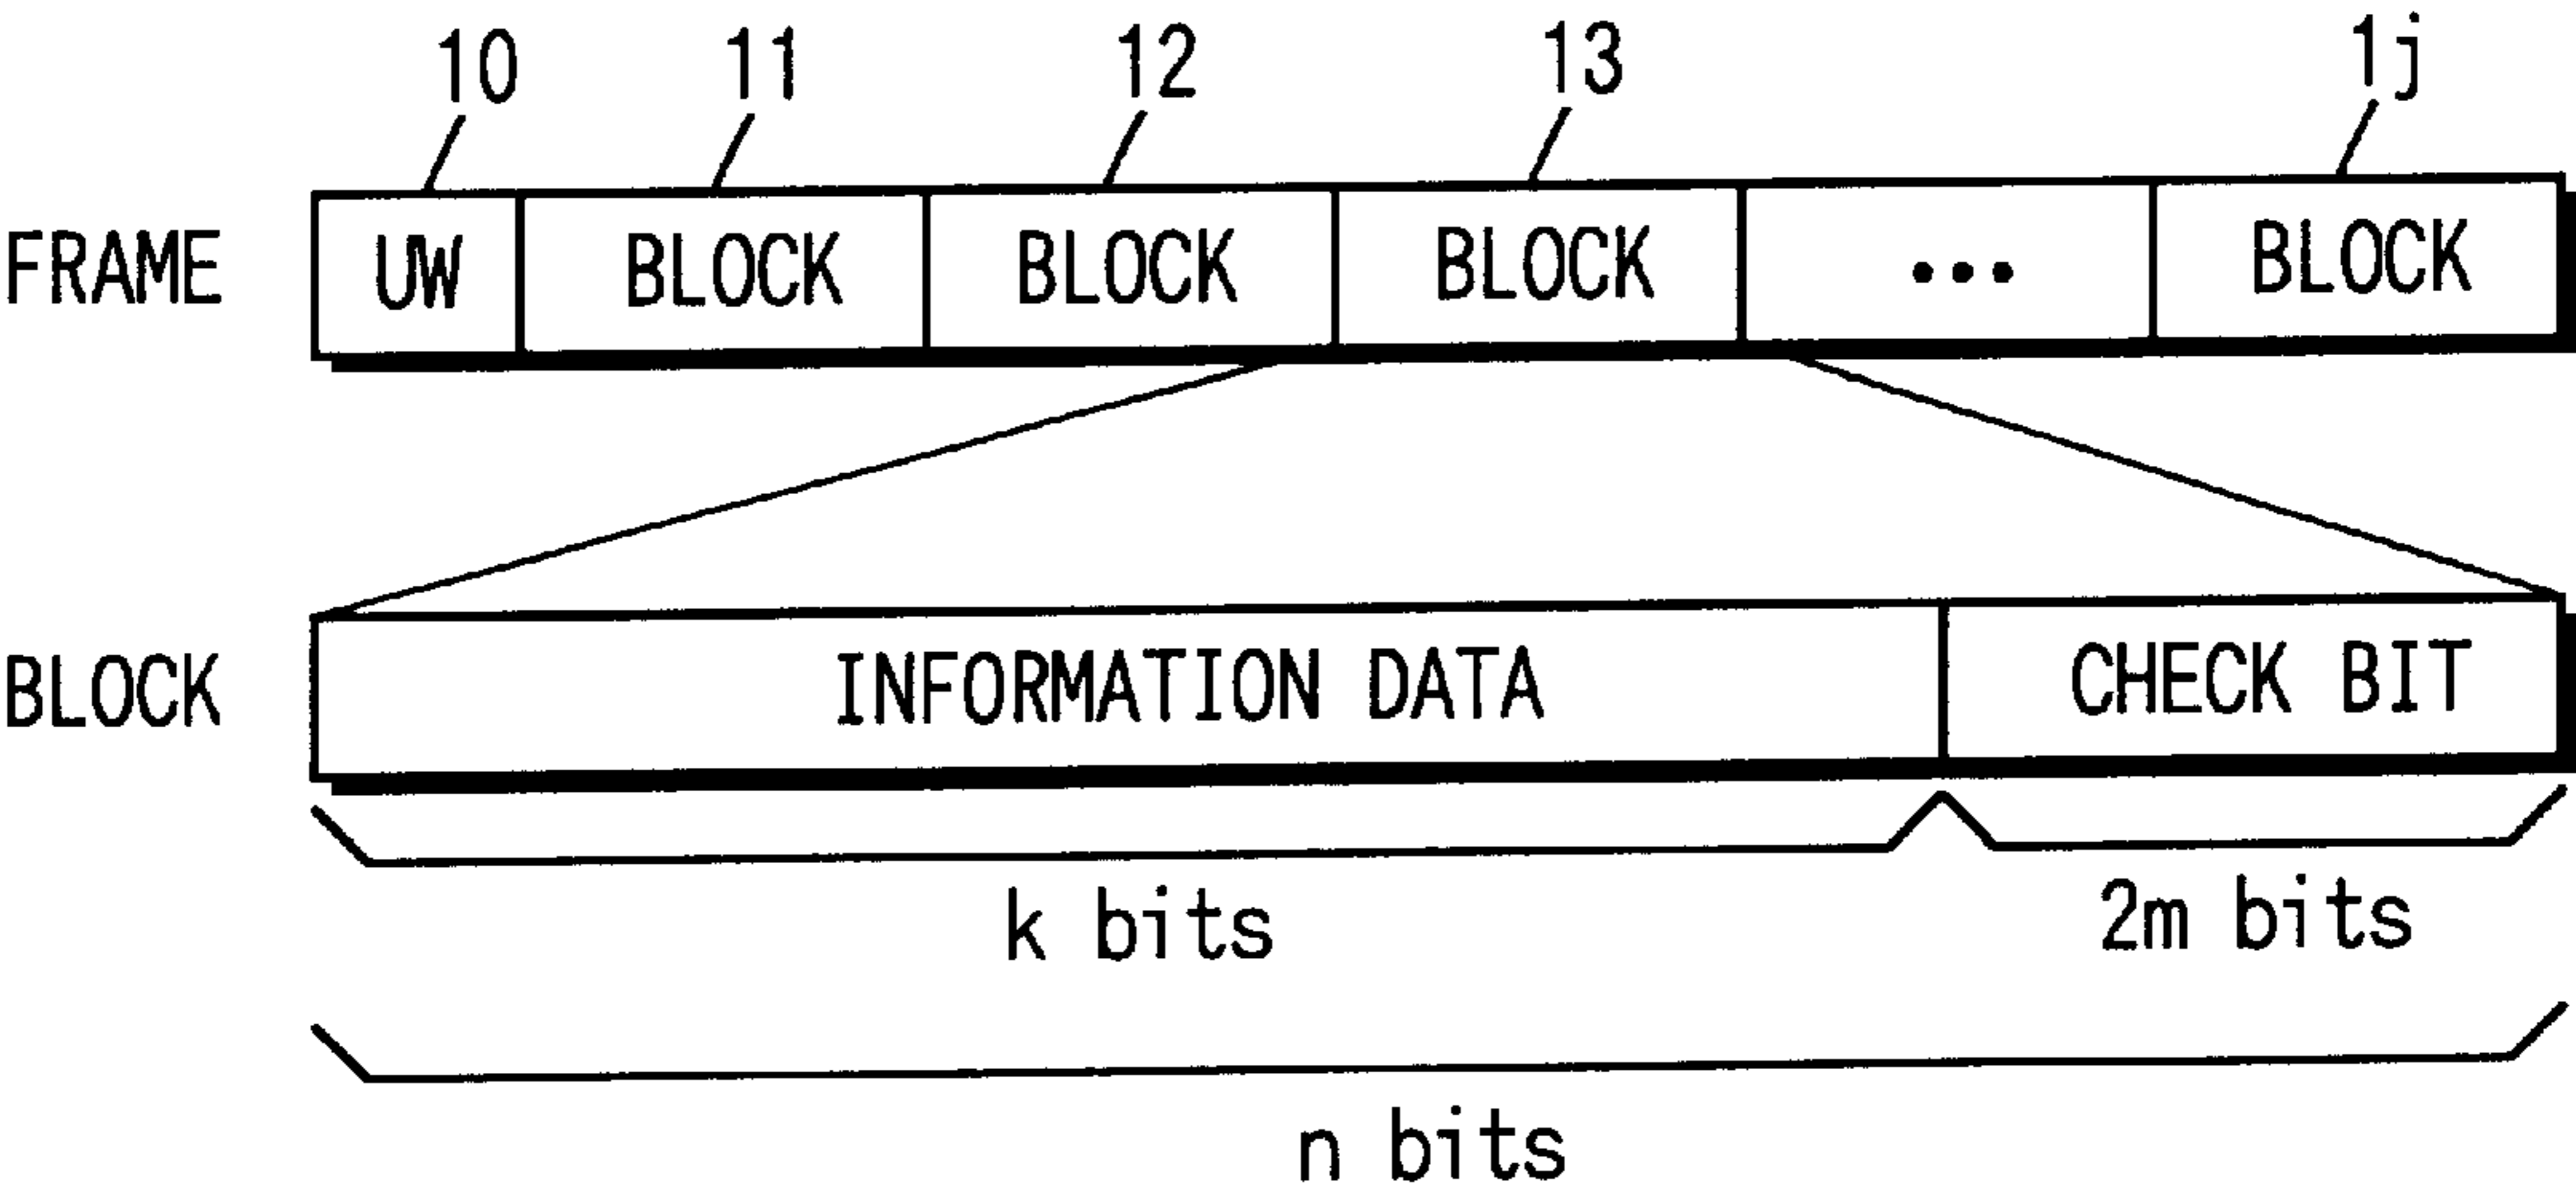 10 11 12 13 1j
FRAME UW BLOCK BLOCK BLOCK ... BLOCK
BLOCK INFORMATION DATA CHECK BIT
k bits 2m bits
n bits